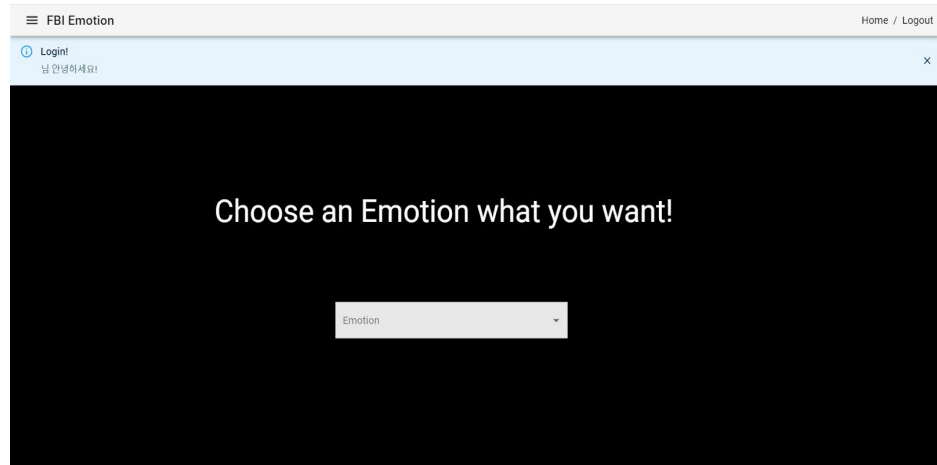 FBI Emotion
Home / Logout
Login!
님 안녕하세요!
Choose an Emotion what you want!
Emotion